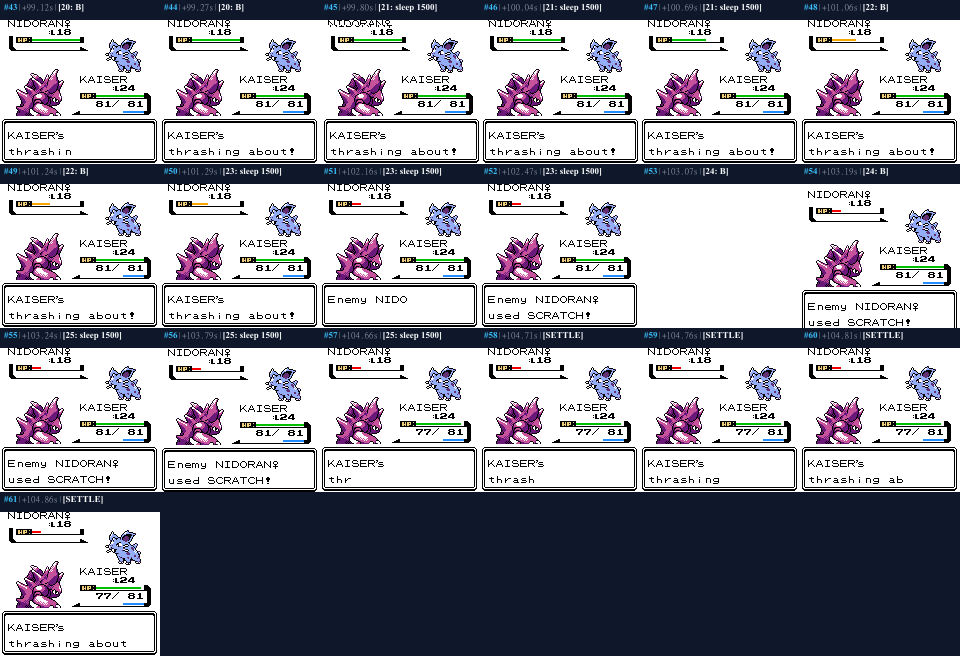 #43 | +99.12s | [20: B]
NIDORAN♀
:L18
HP:
KAISER
:L24
HP:
81/ 81
KAISER's
thrashin
#44 | +99.27s | [20: B]
NIDORAN♀
:L18
HP:
KAISER
:L24
HP:
81/ 81
KAISER's
thrashing about!
#45 | +99.80s | [21: sleep 1500]
NIDORAN♀
:L18
HP:
KAISER
:L24
HP:
81/ 81
KAISER's
thrashing about!
#46 | +100.04s | [21: sleep 1500]
NIDORAN♀
:L18
HP:
KAISER
:L24
HP:
81/ 81
KAISER's
thrashing about!
#47 | +100.69s | [21: sleep 1500]
NIDORAN♀
:L18
HP:
KAISER
:L24
HP:
81/ 81
KAISER's
thrashing about!
#48 | +101.06s | [22: B]
NIDORAN♀
:L18
HP:
KAISER
:L24
HP:
81/ 81
KAISER's
thrashing about!
#49 | +101.24s | [22: B]
NIDORAN♀
:L18
HP:
KAISER
:L24
HP:
81/ 81
KAISER's
thrashing about!
#50 | +101.29s | [23: sleep 1500]
NIDORAN♀
:L18
HP:
KAISER
:L24
HP:
81/ 81
KAISER's
thrashing about!
#51 | +102.16s | [23: sleep 1500]
NIDORAN♀
:L18
HP:
KAISER
:L24
HP:
81/ 81
Enemy NIDO
#52 | +102.47s | [23: sleep 1500]
NIDORAN♀
:L18
HP:
KAISER
:L24
HP:
81/ 81
Enemy NIDORAN♀
used SCRATCH!
#53 | +103.07s | [24: B]
#54 | +103.19s | [24: B]
NIDORAN♀
:L18
HP:
KAISER
:L24
HP:
81/ 81
Enemy NIDORAN♀
used SCRATCH!
#55 | +103.24s | [25: sleep 1500]
NIDORAN♀
:L18
HP:
KAISER
:L24
HP:
81/ 81
Enemy NIDORAN♀
used SCRATCH!
#56 | +103.79s | [25: sleep 1500]
NIDORAN♀
:L18
HP:
KAISER
:L24
HP:
81/ 81
Enemy NIDORAN♀
used SCRATCH!
#57 | +104.66s | [25: sleep 1500]
NIDORAN♀
:L18
HP:
KAISER
:L24
HP:
77/ 81
KAISER's
thr
#58 | +104.71s | [SETTLE]
NIDORAN♀
:L18
HP:
KAISER
:L24
HP:
77/ 81
KAISER's
thrash
#59 | +104.76s | [SETTLE]
NIDORAN♀
:L18
HP:
KAISER
:L24
HP:
77/ 81
KAISER's
thrashing
#60 | +104.81s | [SETTLE]
NIDORAN♀
:L18
HP:
KAISER
:L24
HP:
77/ 81
KAISER's
thrashing ab
#61 | +104.86s | [SETTLE]
NIDORAN♀
:L18
HP:
KAISER
:L24
HP:
77/ 81
KAISER's
thrashing about